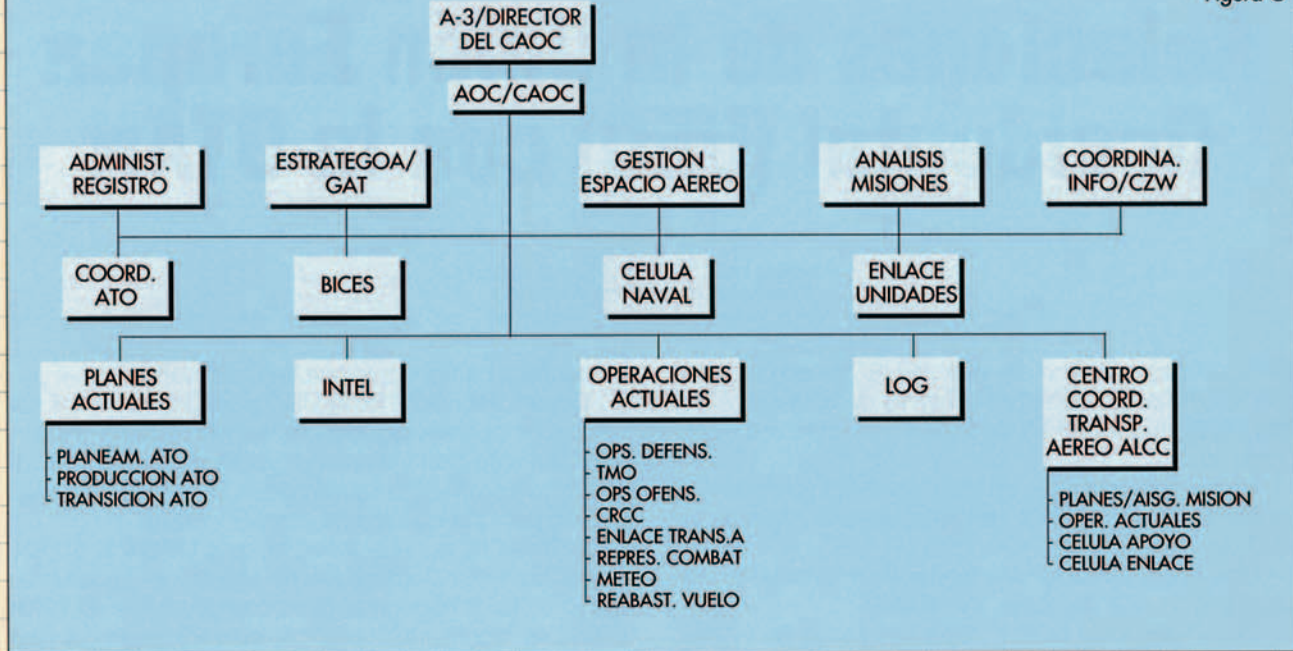 A-3/DIRECTOR
DEL CAOC
AOC/CAOC
ADMINIST.
REGISTRO
ESTRATEGOA/
GAT
GESTION
ESPACIO AEREO
ANALISIS
MISIONES
COORDINA.
INFO/CZW
COORD.
ATO
BICES
CELULA
NAVAL
ENLACE
UNIDADES
PLANES
ACTUALES
- PLANEAM. ATO
- PRODUCCION ATO
- TRANSICION ATO
INTEL
OPERACIONES
ACTUALES
- OPS. DEFENS.
- TMO
- OPS OFENS.
- CRCC
- ENLACE TRANS.A
- REPRES. COMBAT
- METEO
- REABAST. VUELO
LOG
CENTRO
COORD.
TRANSP.
AEREO ALCC
- PLANES/AISG. MISION
- OPER. ACTUALES
- CELULA APOYO
- CELULA ENLACE